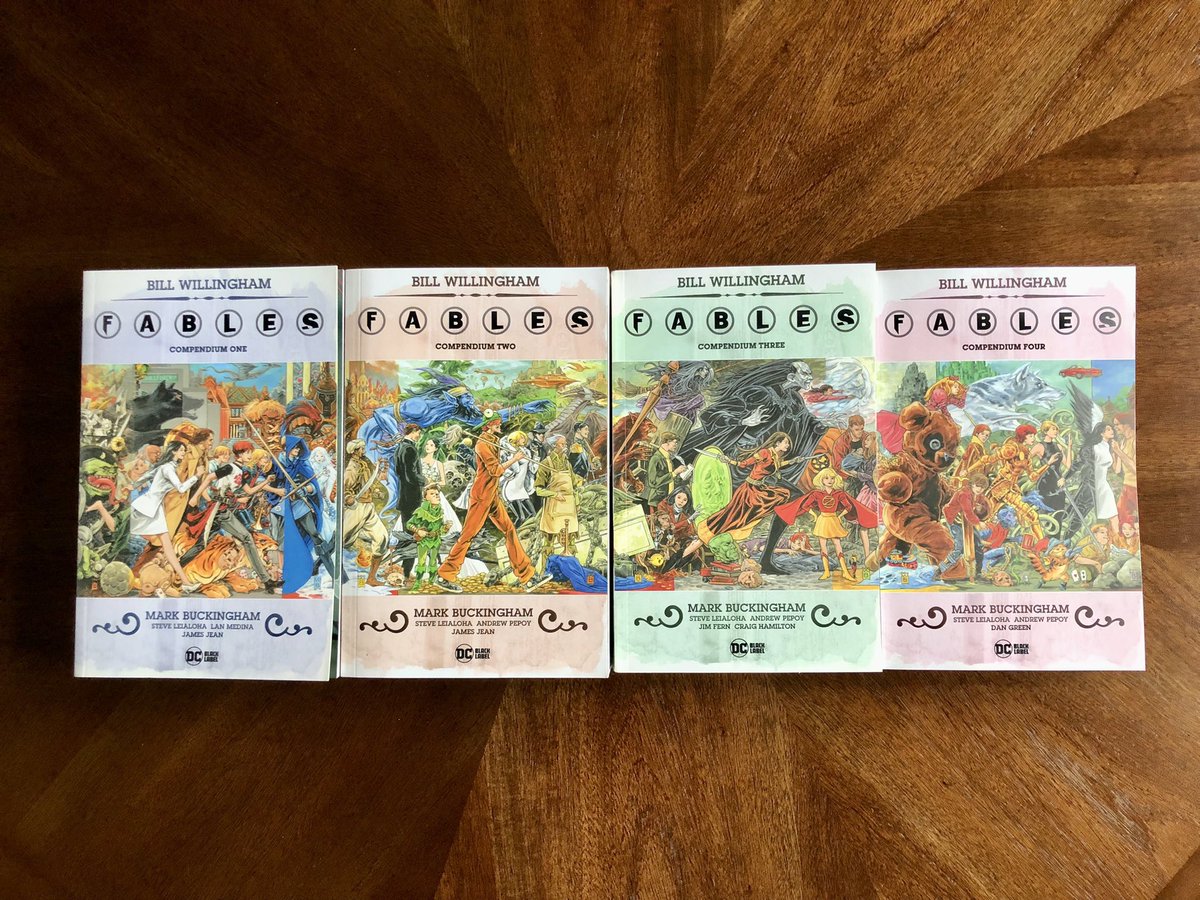 BILL WILLINGHAM
FABLES
COMPENDIUM ONE
MARK BUCKINGHAM
STEVE LEIALOHA LAN MEDINA
JAMES JEAN
DC BLACK
LABEL
BILL WILLINGHAM
FABLES
COMPENDIUM TWO
MARK BUCKINGHAM
STEVE LEIALOHA ANDREW PEPOY
JAMES JEAN
DC BLACK
LABEL
BILL WILLINGHAM
FABLES
COMPENDIUM THREE
MARK BUCKINGHAM
STEVE LEIALOHA ANDREW PEPOY
JIM FERN CRAIG HAMILTON
DC BLACK
LABEL
BILL WILLINGHAM
FABLES
COMPENDIUM FOUR
MARK BUCKINGHAM
STEVE LEIALOHA ANDREW PEPOY
DAN GREEN
DC BLACK
LABEL